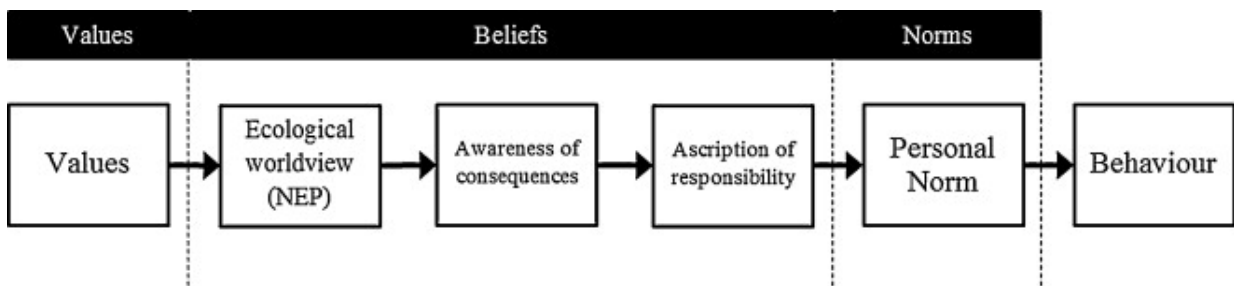 Values
Beliefs
Norms
Values
Ecological
worldview
(NEP)
Awareness of
consequences
Ascription of
responsibility
Personal
Norm
Behaviour